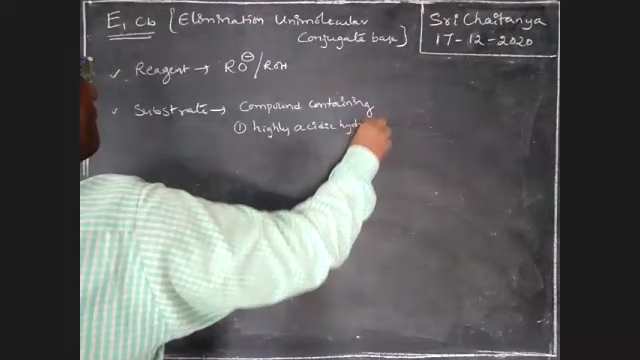 E, Cb [Elimination Unimolecular
Conjugate base]
Sri Chaitanya
17-12-2020
✓ Reagent → RO⊖/ROH
✓ Substrate → Compound containing
① highly acidic